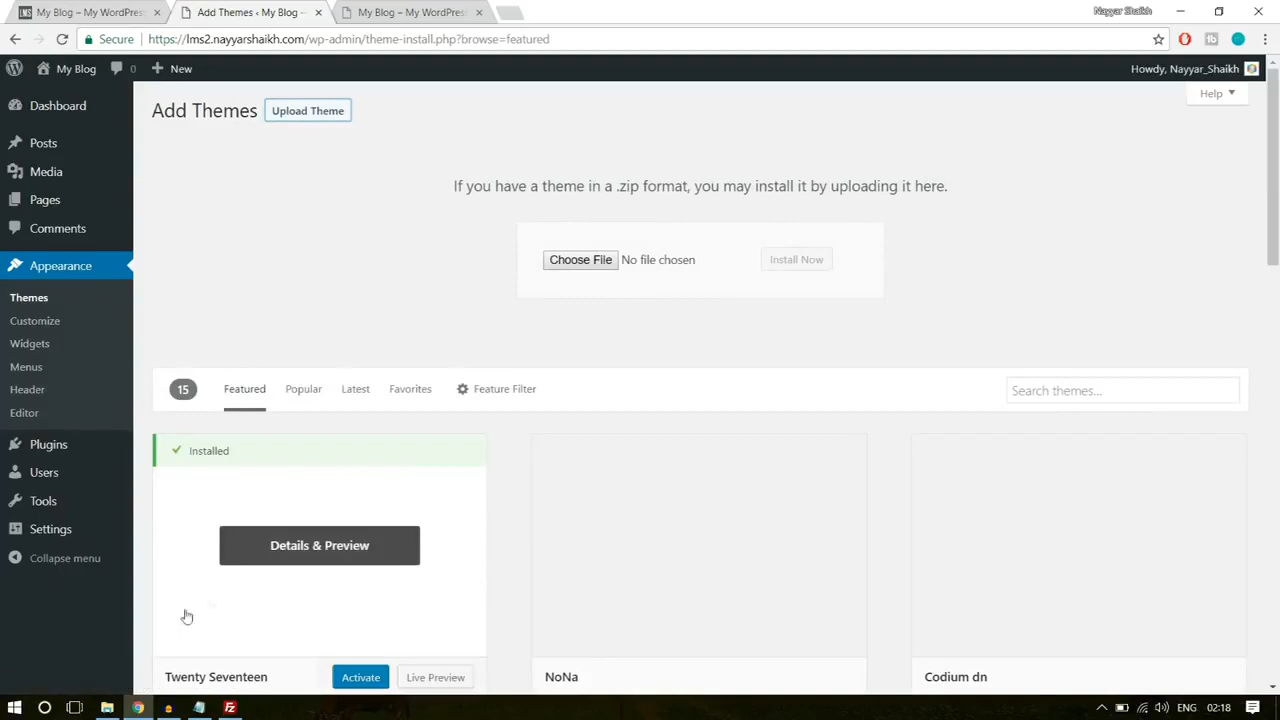 My Blog – My WordPress
Add Themes ‹ My Blog –
My Blog – My WordPress
Nayyar Shaikh
Secure
https://lms2.nayyarshaikh.com/wp-admin/theme-install.php?browse=featured
My Blog
0
New
Howdy, Nayyar_Shaikh
Dashboard
Posts
Media
Pages
Comments
Appearance
Themes
Customize
Widgets
Menus
Header
Editor
Plugins
Users
Tools
Settings
Collapse menu
Help
Add Themes
Upload Theme
If you have a theme in a .zip format, you may install it by uploading it here.
Choose File No file chosen
Install Now
15
Featured
Popular
Latest
Favorites
Feature Filter
Search themes...
Installed
Details & Preview
Twenty Seventeen
Activate
Live Preview
NoNa
Codium dn
ENG
02:18